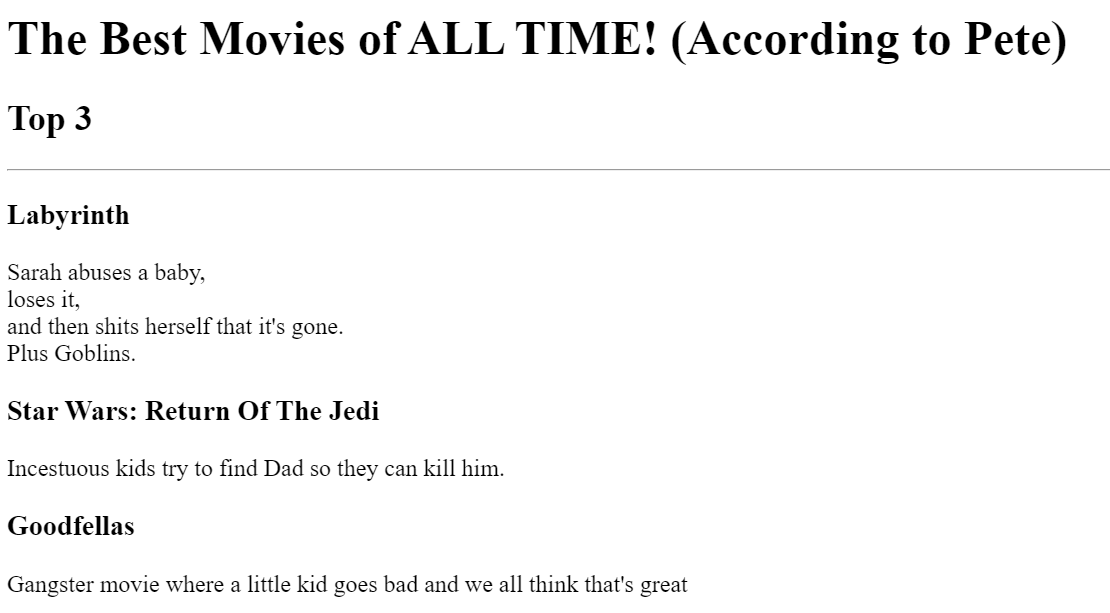 The Best Movies of ALL TIME! (According to Pete)
Top 3
Labyrinth
Sarah abuses a baby,
loses it,
and then shits herself that it's gone.
Plus Goblins.
Star Wars: Return Of The Jedi
Incestuous kids try to find Dad so they can kill him.
Goodfellas
Gangster movie where a little kid goes bad and we all think that's great